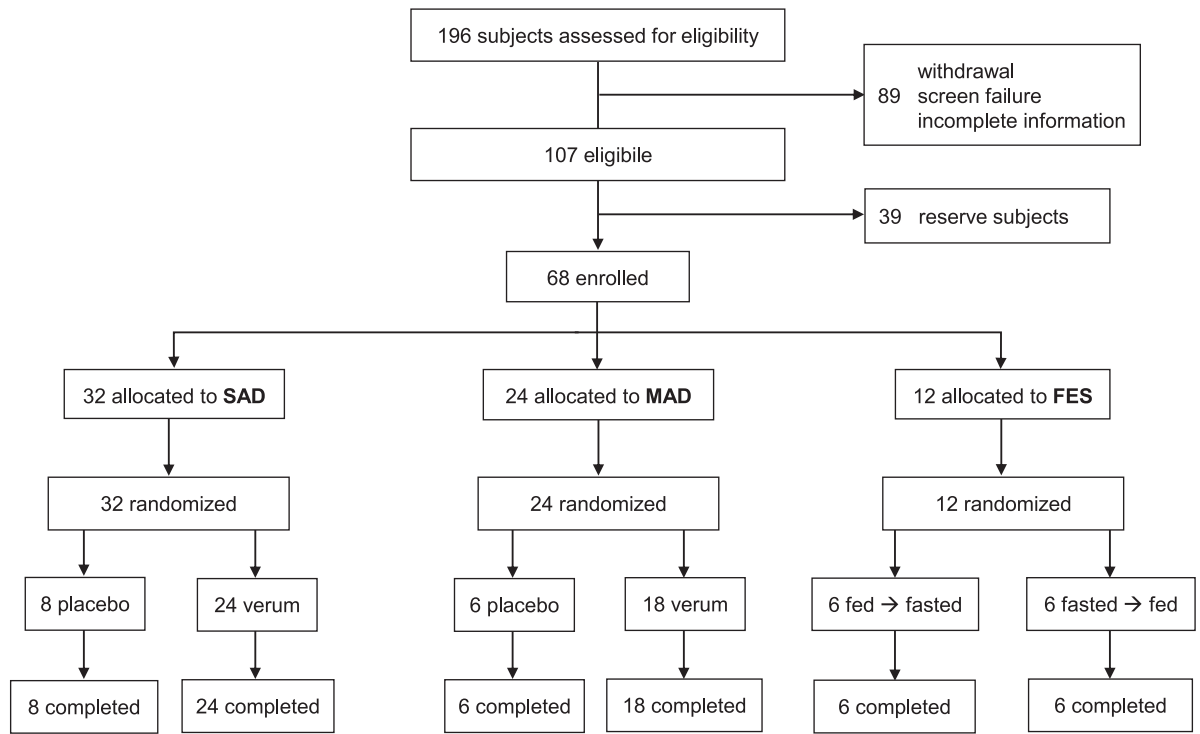 196 subjects assessed for eligibility
withdrawal
89 screen failure
incomplete information
107 eligibile
39 reserve subjects
68 enrolled
32 allocated to SAD
24 allocated to MAD
12 allocated to FES
32 randomized
24 randomized
12 randomized
8 placebo
24 verum
6 placebo
18 verum
6 fed → fasted
6 fasted → fed
8 completed
24 completed
6 completed
18 completed
6 completed
6 completed